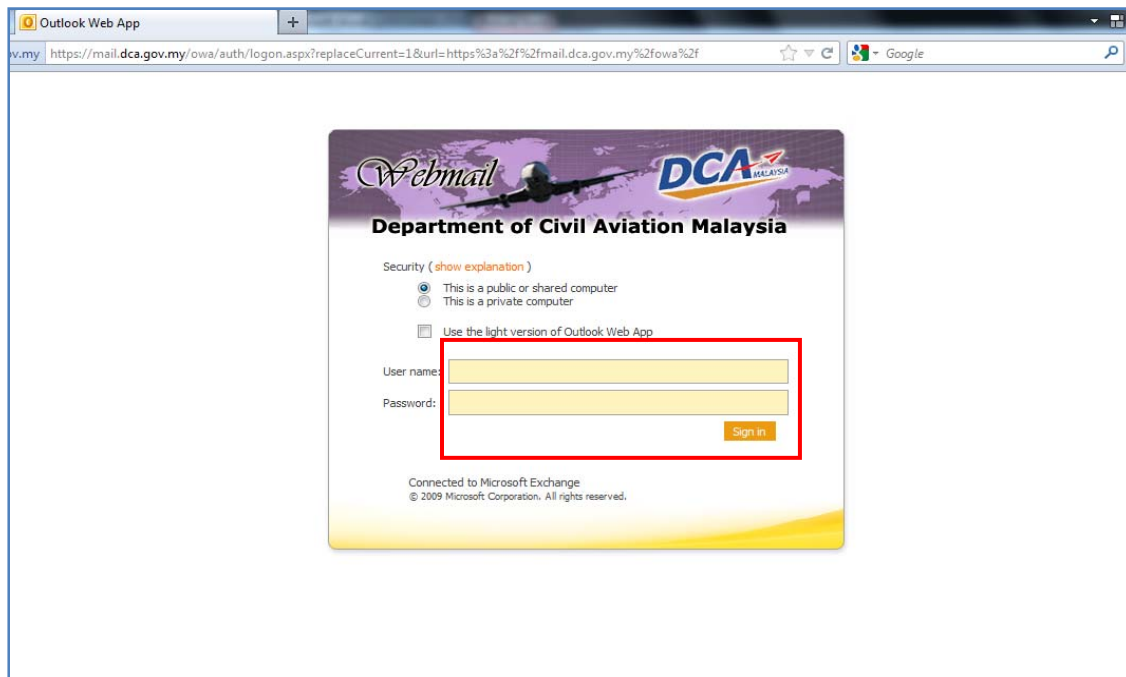 Outlook Web App
v.my https://mail.dca.gov.my/owa/auth/logon.aspx?replaceCurrent=1&url=https%3a%2f%2fmail.dca.gov.my%2fowa%2f Google
Webmail DCA MALAYSIA
Department of Civil Aviation Malaysia
Security ( show explanation )
This is a public or shared computer
This is a private computer
Use the light version of Outlook Web App
User name:
Password:
Sign in
Connected to Microsoft Exchange
© 2009 Microsoft Corporation. All rights reserved.